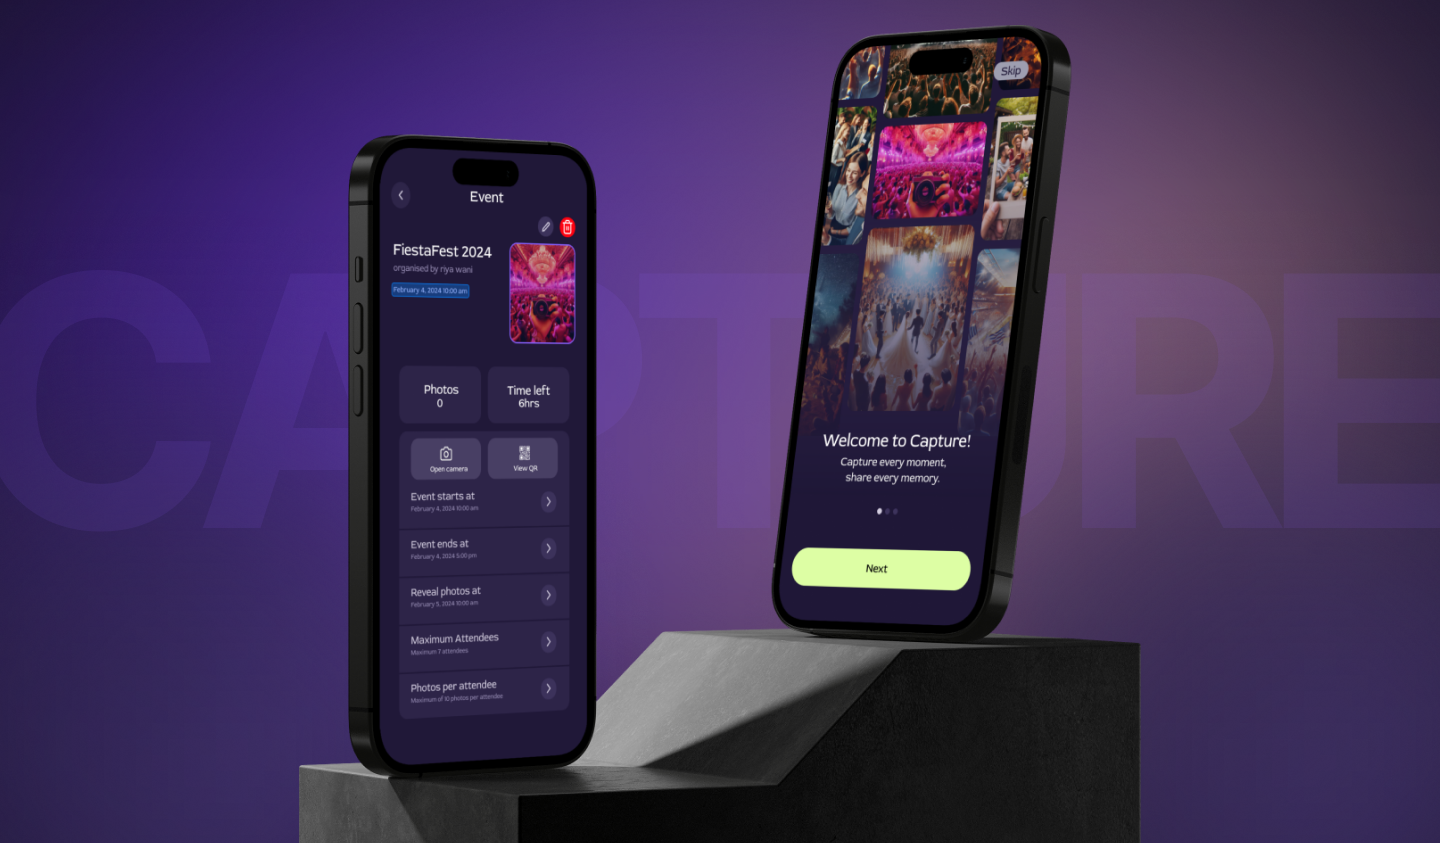 CAPTURE
Event
FiestaFest 2024
organised by riya wani
February 4, 2024 10:00 am
Photos
0
Time left
6hrs
Open camera
View QR
Event starts at
February 4, 2024 10:00 am
Event ends at
February 4, 2024 5:00 pm
Reveal photos at
February 5, 2024 10:00 am
Maximum Attendees
Maximum 7 attendees
Photos per attendee
Maximum of 10 photos per attendee
Skip
Welcome to Capture!
Capture every moment,
share every memory.
Next